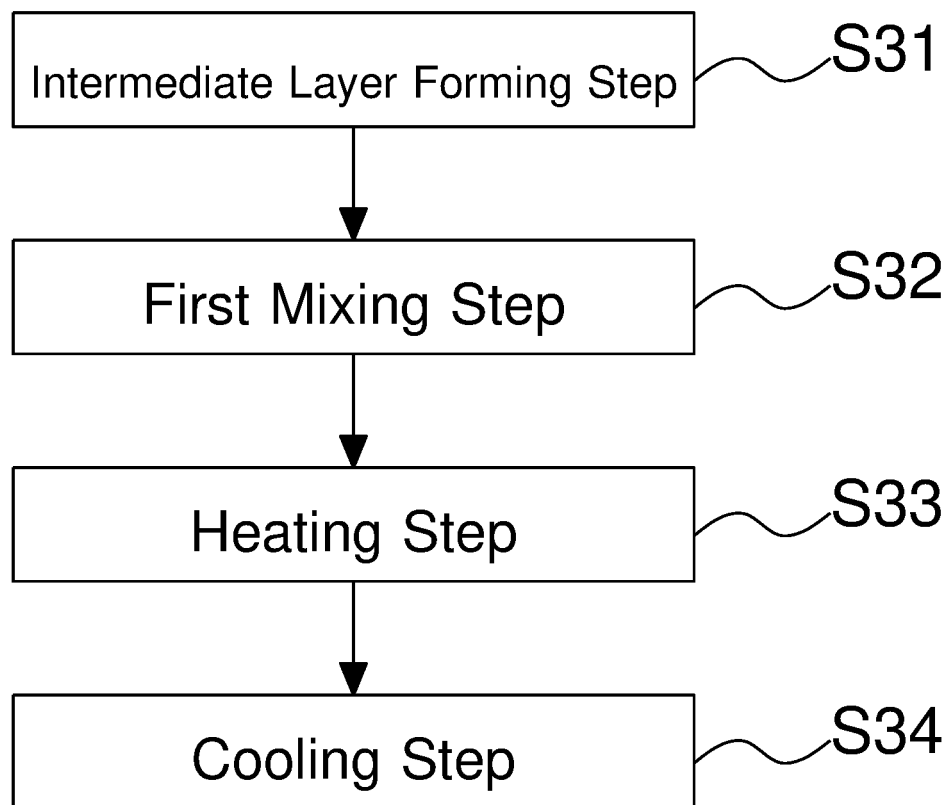 Intermediate Layer Forming Step
S31
First Mixing Step
S32
Heating Step
S33
Cooling Step
S34